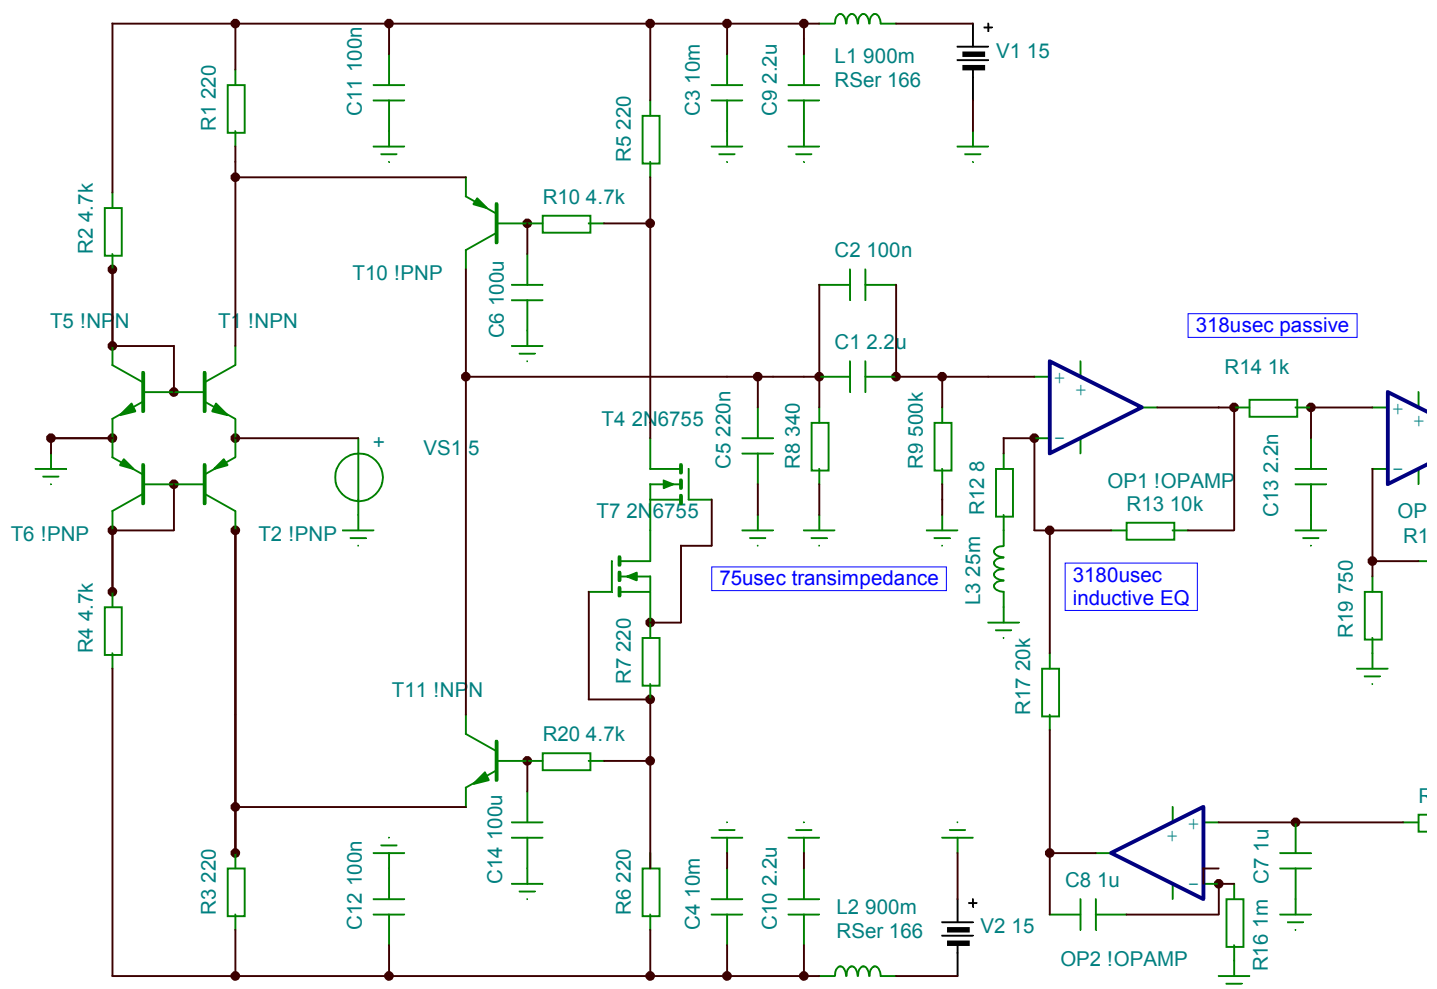 R1 220
C11 100n
R5 220
C3 10m
C9 2.2u
L1 900m
RSer 166
+
V1 15
R2 4.7k
R10 4.7k
T10 !PNP
C6 100u
C2 100n
C1 2.2u
T5 !NPN
T1 !NPN
318usec passive
R14 1k
T4 2N6755
VS1 5
+
C5 220n
R8 340
R9 500k
+
+
-
R12 8
OP1 !OPAMP
R13 10k
C13 2.2n
+
-
OP
R1
T6 !PNP
T2 !PNP
T7 2N6755
75usec transimpedance
L3 25m
3180usec
inductive EQ
R19 750
R4 4.7k
R7 220
R17 20k
T11 !NPN
R20 4.7k
C14 100u
R
+
+
-
C7 1u
C8 1u
R3 220
C12 100n
R6 220
C4 10m
C10 2.2u
L2 900m
RSer 166
+
V2 15
OP2 !OPAMP
R16 1m